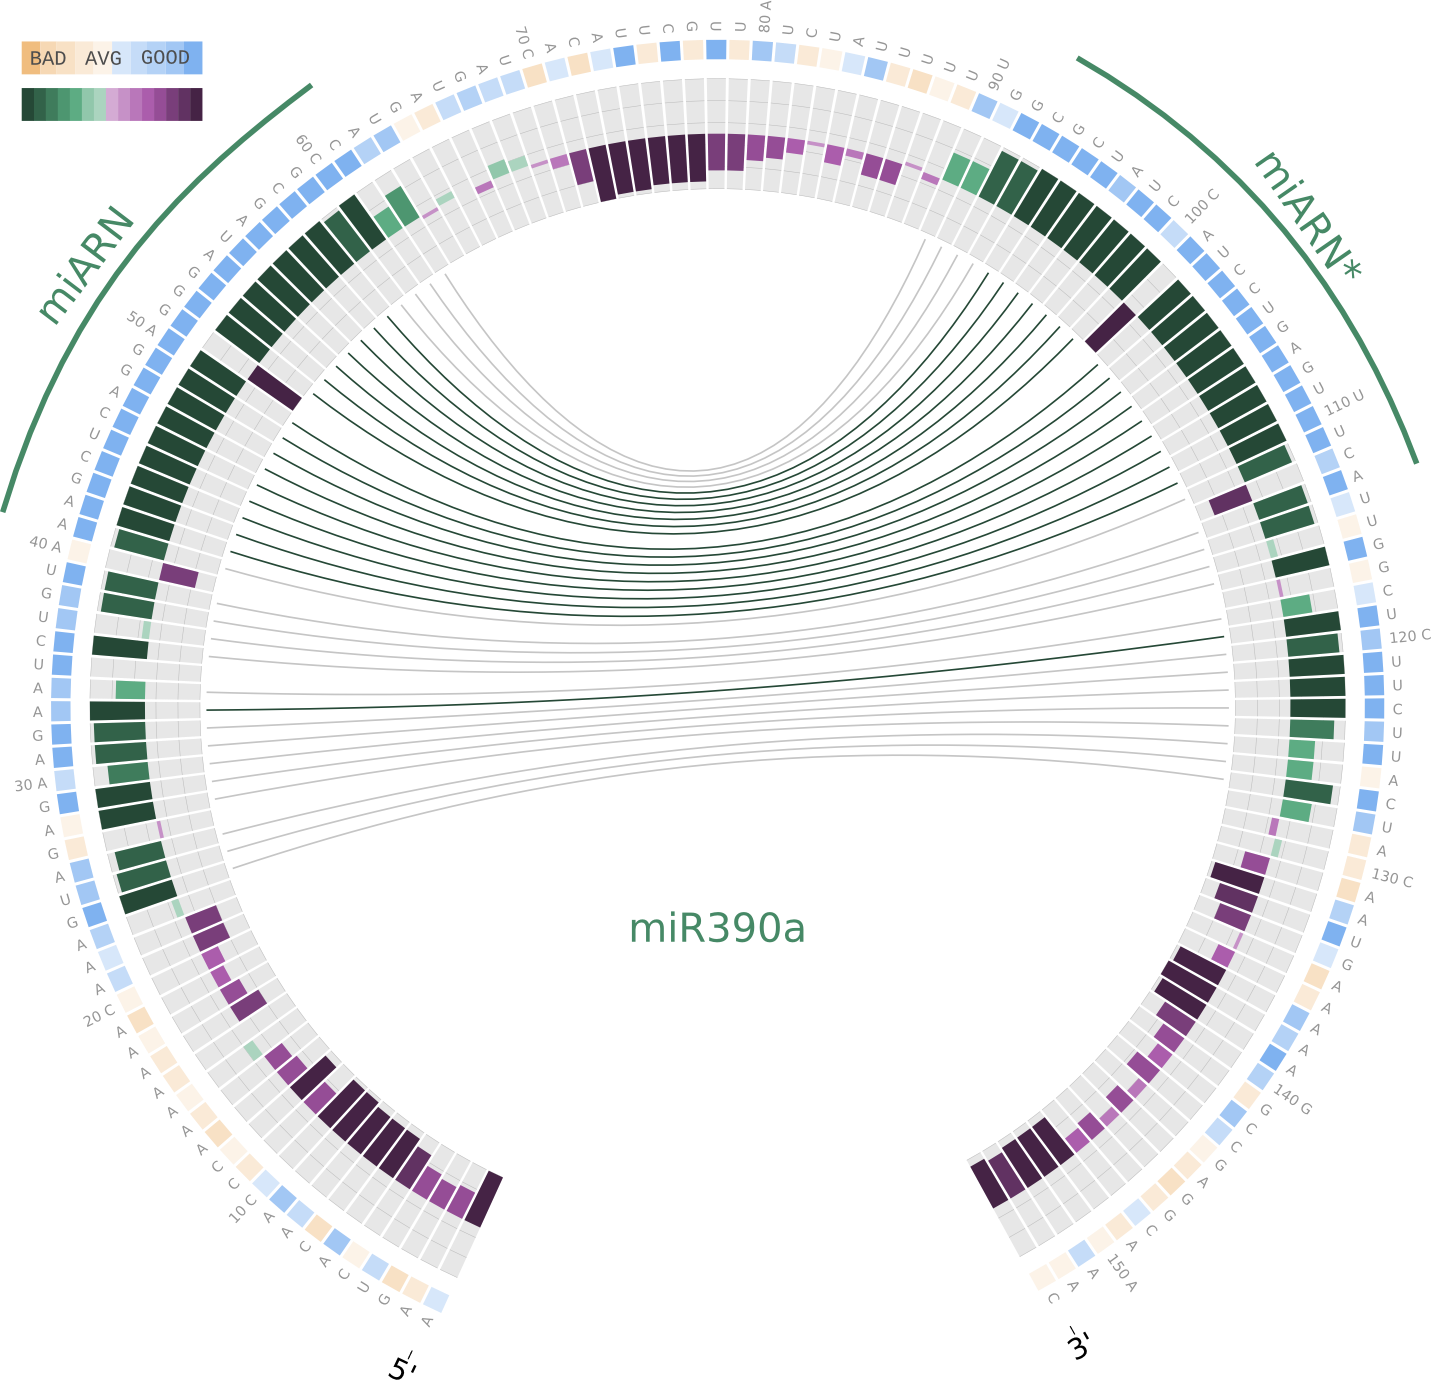 BAD AVG GOOD
miARN
miARN*
miR390a
5'
A A G U C A C A A 10 C
C C A A A A A A A 20 C
A A A G U A G A G 30 A
A G A A U C U G U 40 A
A A G C U C A G G 50 A
G G G A U A G C G 60 C
C A U G A U G A U 70 C
A C A U U C G U U 80 A
U C U A U U U U U 90 U
G G C G C U A U C 100 C
A U C C U G A G U 110 U
U C A U U G G C U 120 C
U U C U U A C U A 130 C
A A U G A A A A A 140 G
G C C G A G G C A 150 A
A A C
3'